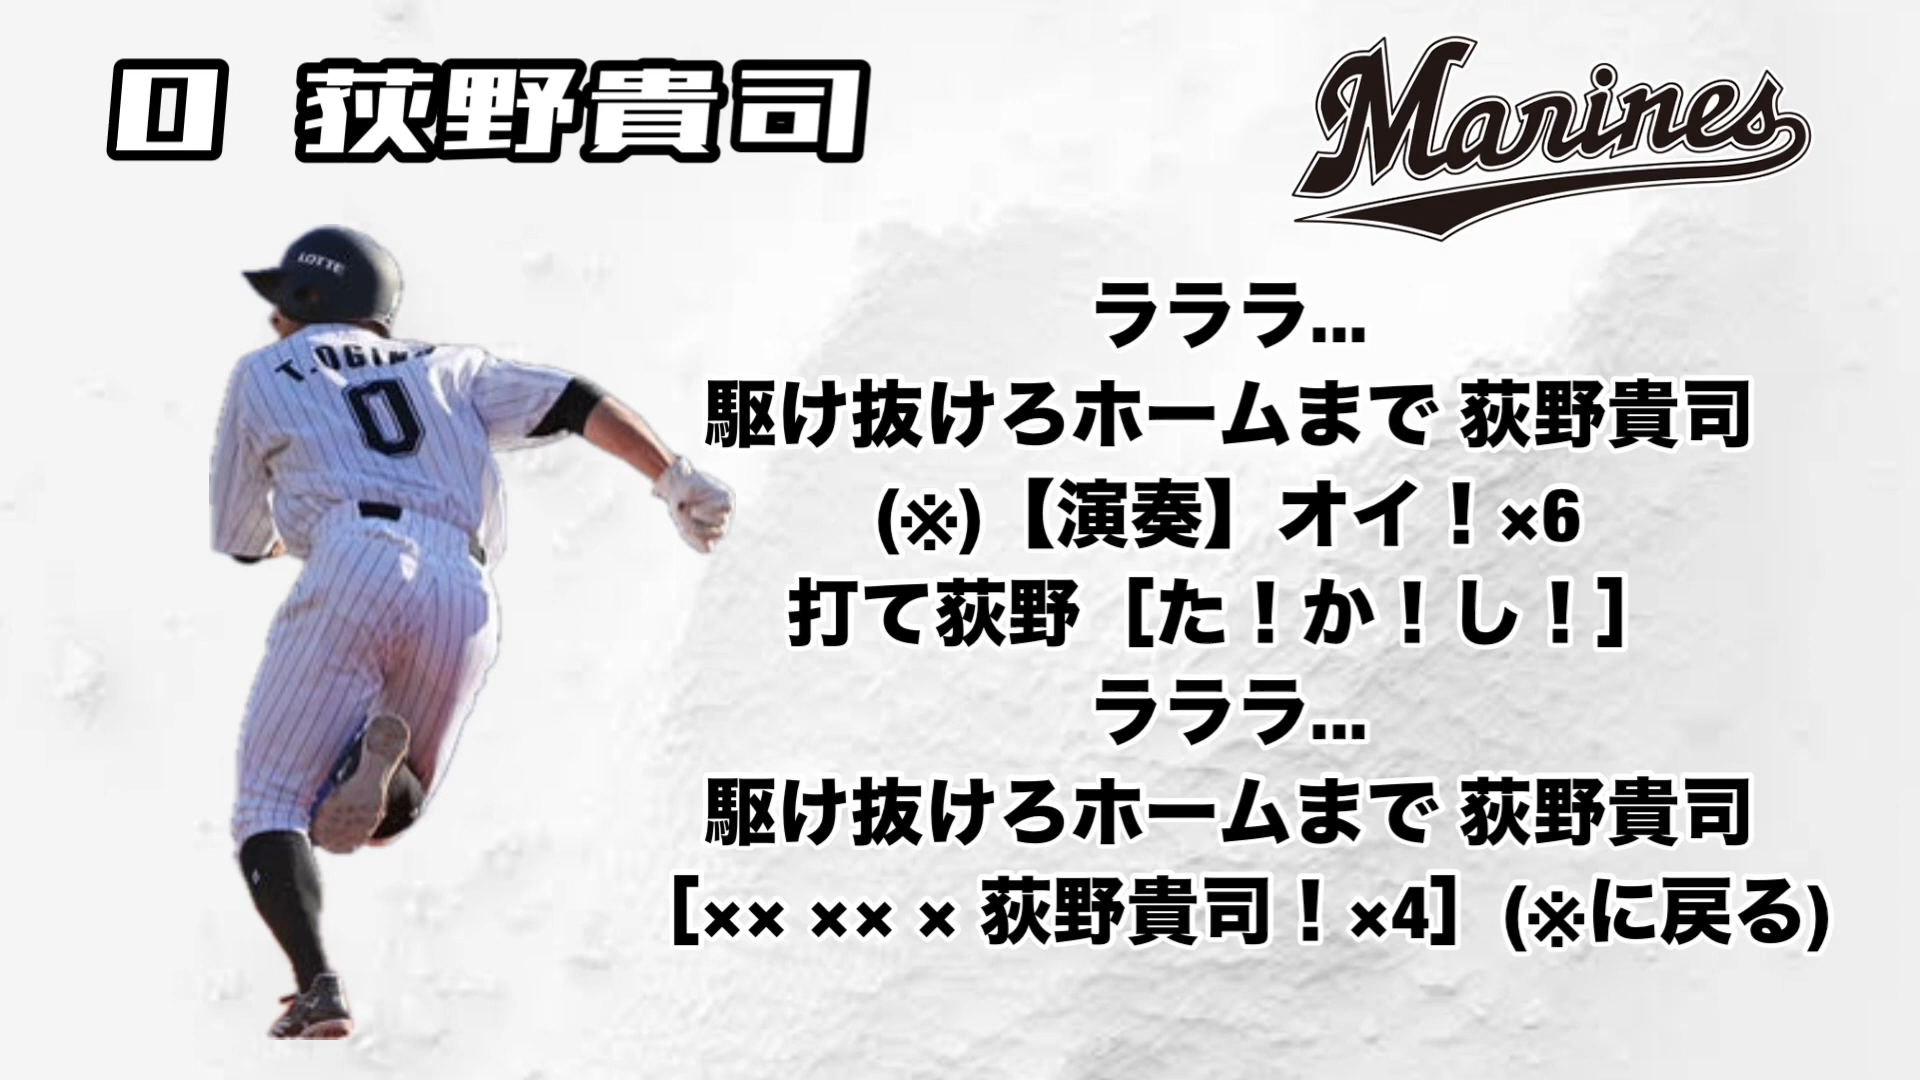 0 荻野貴司
Marines
LOTTE
T.OGINO
0
ラララ...
駆け抜けろホームまで 荻野貴司
(※)【演奏】オイ！×6
打て荻野［た！か！し！］
ラララ...
駆け抜けろホームまで 荻野貴司
［×× ×× × 荻野貴司！×4］(※に戻る)